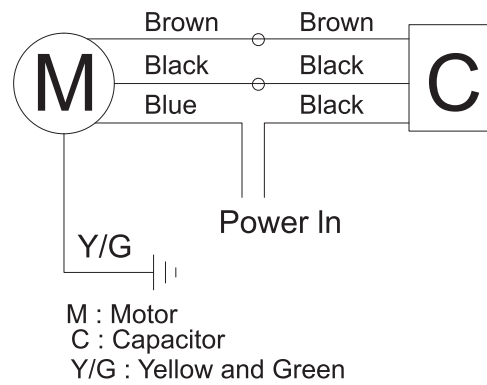 Brown Brown
M Black Black C
Blue Black
Power In
Y/G
M : Motor
C : Capacitor
Y/G : Yellow and Green